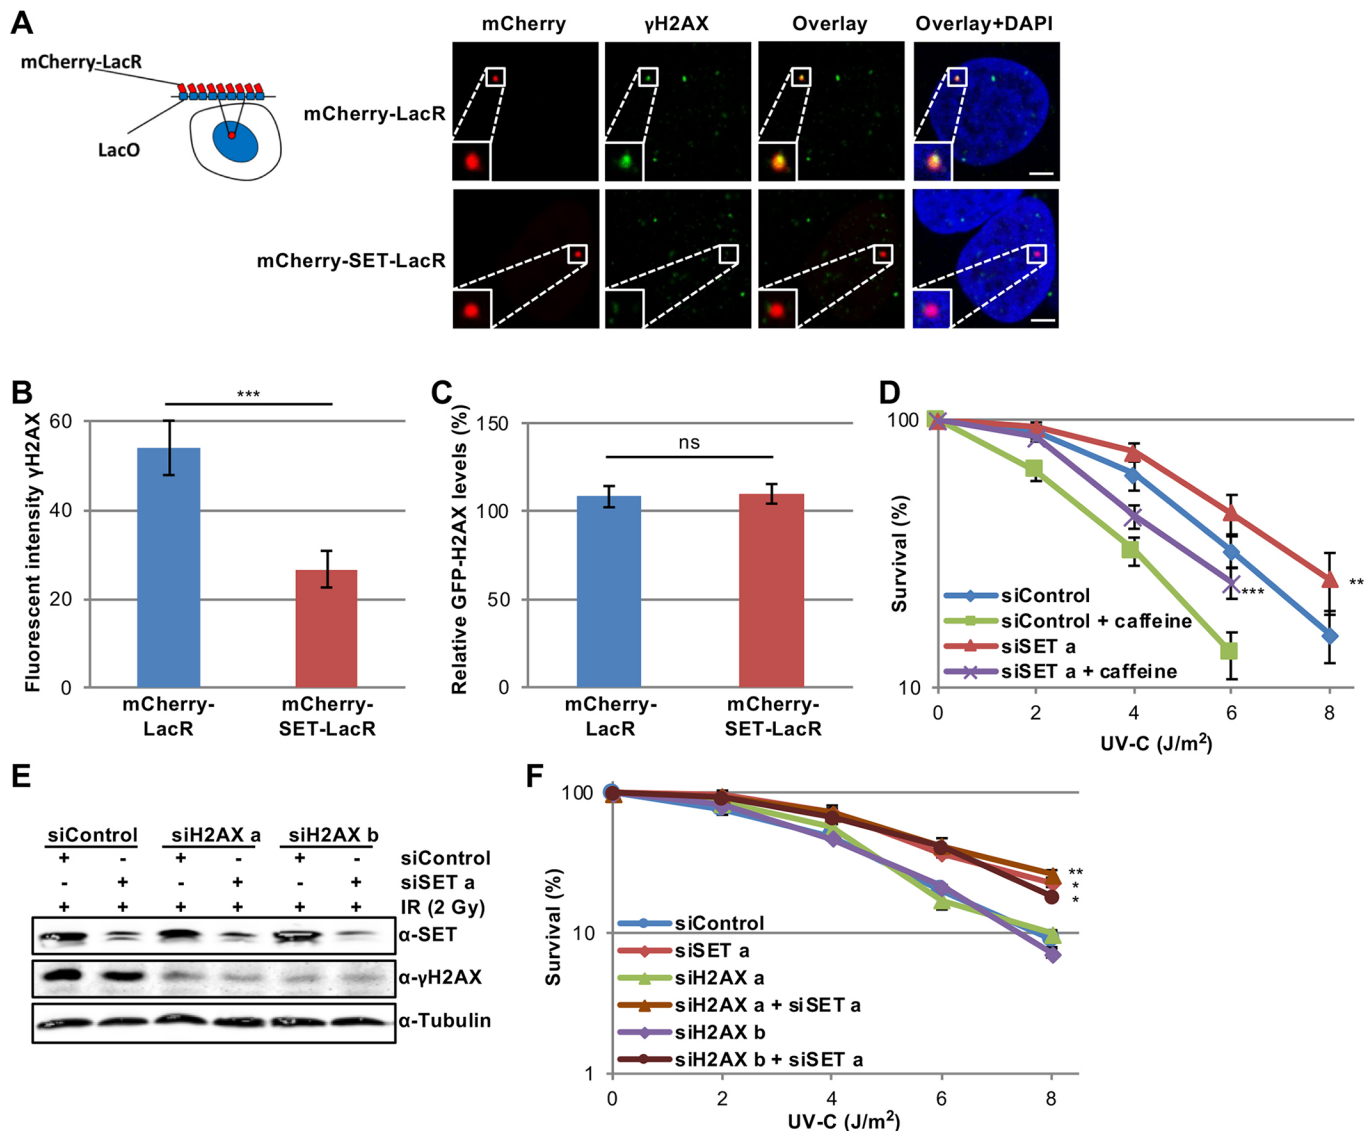 A
mCherry-LacR
LacO
mCherry γH2AX Overlay Overlay+DAPI
mCherry-LacR
mCherry-SET-LacR
B
Fluorescent intensity γH2AX
60
40
20
0
***
mCherry-
LacR
mCherry-
SET-LacR
C
Relative GFP-H2AX levels (%)
150
100
50
0
ns
mCherry-
LacR
mCherry-
SET-LacR
D
Survival (%)
100
10
**
***
siControl
siControl + caffeine
siSET a
siSET a + caffeine
0 2 4 6 8
UV-C (J/m²)
E
siControl siH2AX a siH2AX b
+ - + - + - siControl
- + - + - + siSET a
+ + + + + + IR (2 Gy)
α-SET
α-γH2AX
α-Tubulin
F
Survival (%)
100
10
1
**
*
*
siControl
siSET a
siH2AX a
siH2AX a + siSET a
siH2AX b
siH2AX b + siSET a
0 2 4 6 8
UV-C (J/m²)